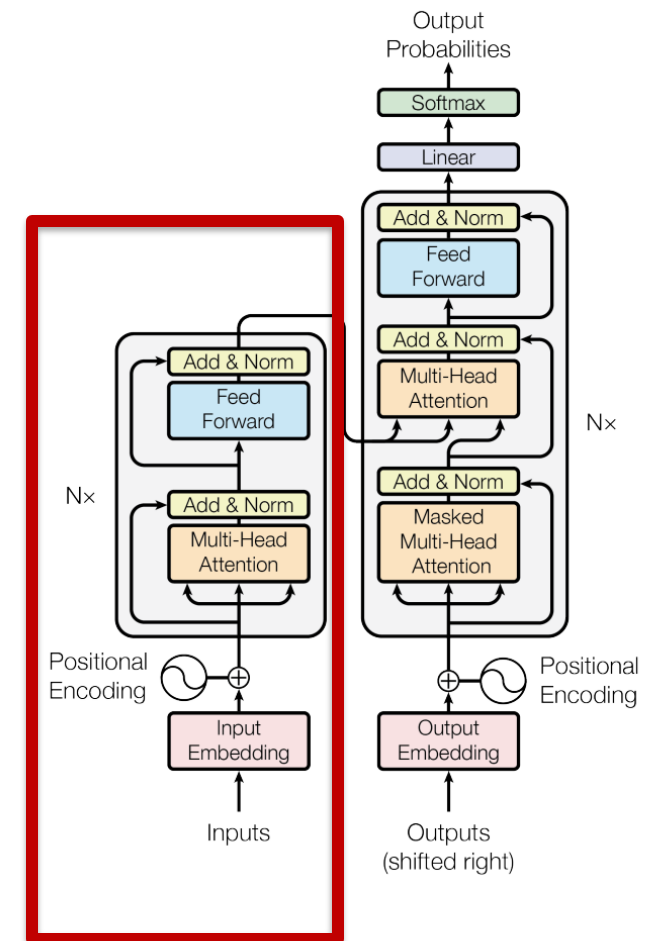 Output
Probabilities
Softmax
Linear
Add & Norm
Feed
Forward
Add & Norm
Multi-Head
Attention
Add & Norm
Masked
Multi-Head
Attention
N×
Positional
Encoding
Output
Embedding
Outputs
(shifted right)
Add & Norm
Feed
Forward
Add & Norm
Multi-Head
Attention
N×
Positional
Encoding
Input
Embedding
Inputs